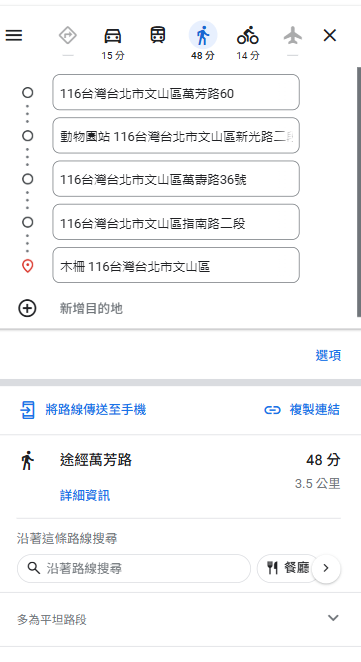 15 分
48 分
14 分
116台灣台北市文山區萬芳路60
動物園站 116台灣台北市文山區新光路二段
116台灣台北市文山區萬壽路36號
116台灣台北市文山區指南路二段
木柵 116台灣台北市文山區
新增目的地
選項
將路線傳送至手機
複製連結
途經萬芳路
48 分
3.5 公里
詳細資訊
沿著這條路線搜尋
沿著路線搜尋
餐廳
多為平坦路段